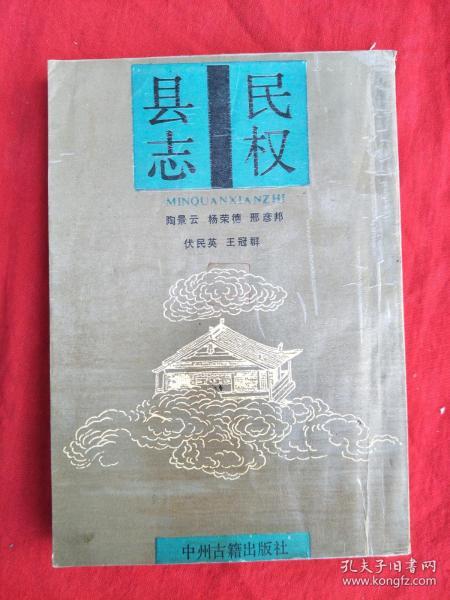 民权
县志
MINQUANXIANZHI
陶景云 杨荣德 邢彦邦
伏民英 王冠群
中州古籍出版社
孔夫子旧书网
www.kongfz.com